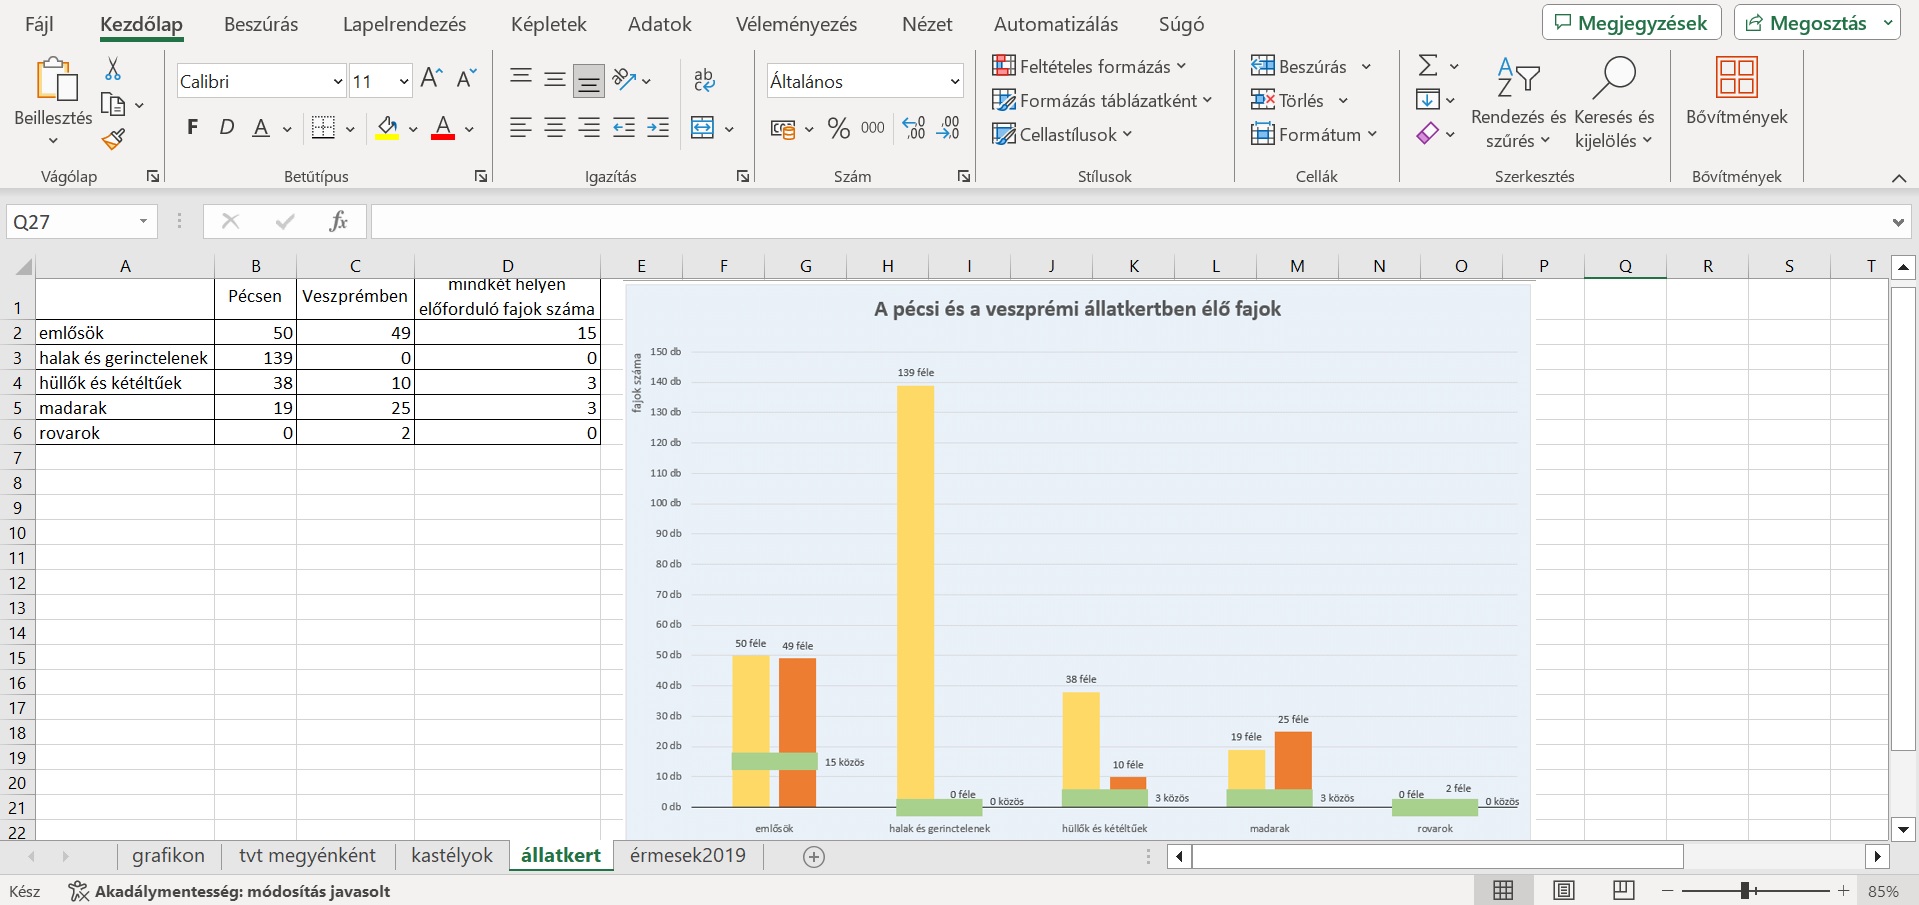 Fájl Kezdőlap Beszúrás Lapelrendezés Képletek Adatok Véleményezés Nézet Automatizálás Súgó Megjegyzések Megosztás
Beillesztés
Vágólap
Calibri 11
F D A A
Betűtípus
ab
Igazítás
Általános
% 000
Szám
Feltételes formázás
Formázás táblázatként
Cellastílusok
Stílusok
Beszúrás
Törlés
Formátum
Cellák
Rendezés és szűrés
Keresés és kijelölés
Szerkesztés
Bővítmények
Bővítmények
Q27 fx
A B C D E F G H I J K L M N O P Q R S T
mindkét helyen
1 Pécsen Veszprémben előforduló fajok száma
2 emlősök 50 49 15
3 halak és gerinctelenek 139 0 0
4 hüllők és kétéltűek 38 10 3
5 madarak 19 25 3
6 rovarok 0 2 0
7
8
9
10
11
12
13
14
15
16
17
18
19
20
21
22
A pécsi és a veszprémi állatkertben élő fajok
fajok száma
150 db
140 db
130 db
120 db
110 db
100 db
90 db
80 db
70 db
60 db
50 db
40 db
30 db
20 db
10 db
0 db
139 féle
50 féle 49 féle
38 féle
25 féle
19 féle
15 közös
10 féle
2 féle
0 féle 0 féle
3 közös 3 közös
0 közös 0 közös
emlősök halak és gerinctelenek hüllők és kétéltűek madarak rovarok
grafikon tvt megyénként kastélyok állatkert érmesek2019
Kész Akadálymentesség: módosítás javasolt 85%